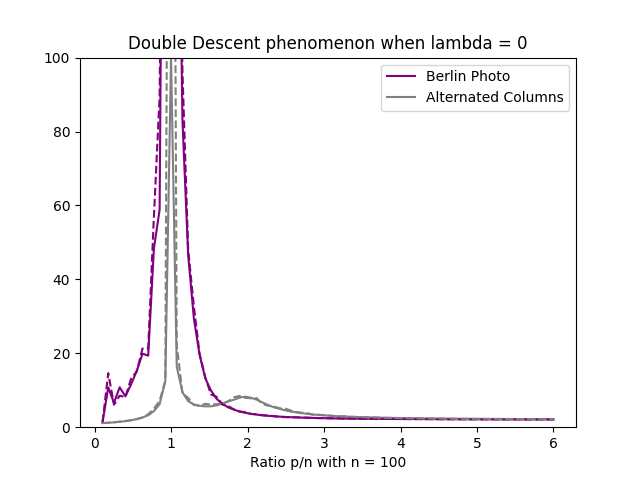 Double Descent phenomenon when lambda = 0
Berlin Photo
Alternated Columns
100
80
60
40
20
0
0 1 2 3 4 5 6
Ratio p/n with n = 100